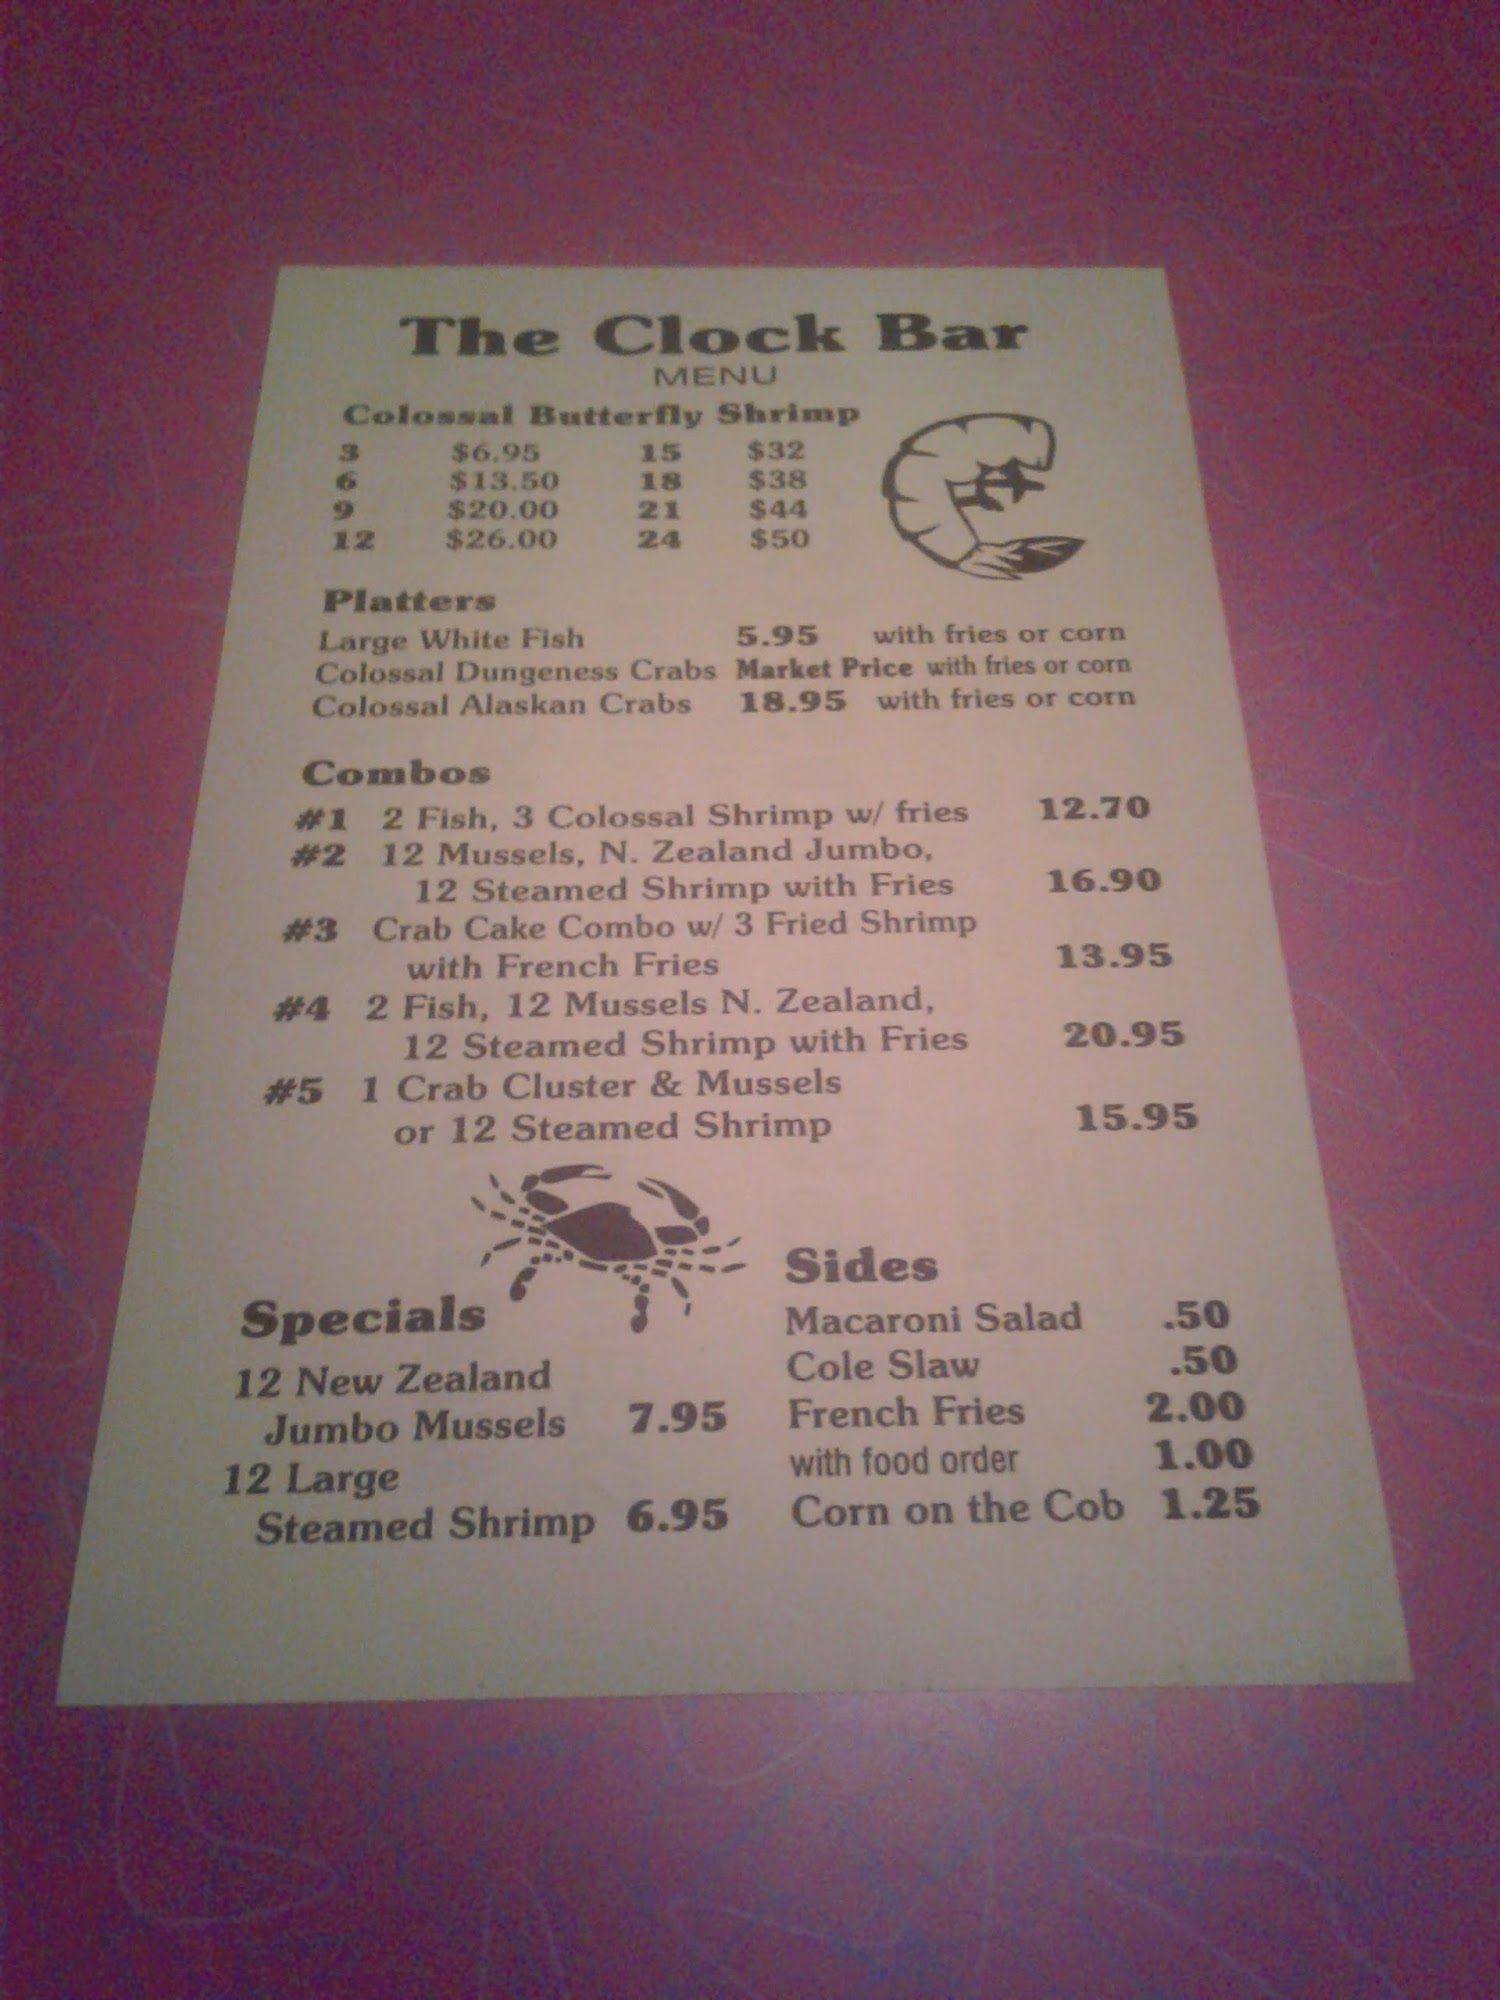 The Clock Bar
MENU
Colossal Butterfly Shrimp
3 $6.95 15 $32
6 $13.50 18 $38
9 $20.00 21 $44
12 $26.00 24 $50
Platters
Large White Fish 5.95 with fries or corn
Colossal Dungeness Crabs Market Price with fries or corn
Colossal Alaskan Crabs 18.95 with fries or corn
Combos
#1 2 Fish, 3 Colossal Shrimp w/ fries 12.70
#2 12 Mussels, N. Zealand Jumbo,
12 Steamed Shrimp with Fries 16.90
#3 Crab Cake Combo w/ 3 Fried Shrimp
with French Fries 13.95
#4 2 Fish, 12 Mussels N. Zealand,
12 Steamed Shrimp with Fries 20.95
#5 1 Crab Cluster & Mussels
or 12 Steamed Shrimp 15.95
Specials
12 New Zealand
Jumbo Mussels 7.95
12 Large
Steamed Shrimp 6.95
Sides
Macaroni Salad .50
Cole Slaw .50
French Fries 2.00
with food order 1.00
Corn on the Cob 1.25